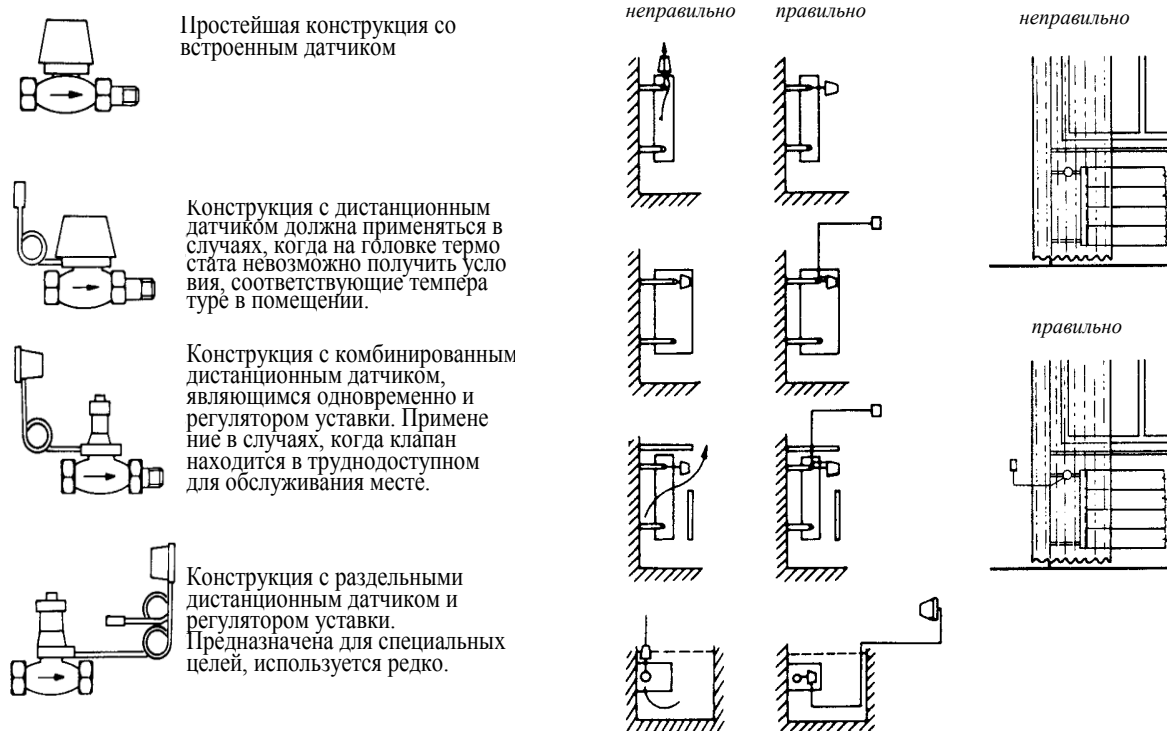 Простейшая конструкция со
встроенным датчиком
Конструкция с дистанционным
датчиком должна применяться в
случаях, когда на головке термо
стата невозможно получить усло
вия, соответствующие темпера
туре в помещении.
Конструкция с комбинированным
дистанционным датчиком,
являющимся одновременно и
регулятором уставки. Примене
ние в случаях, когда клапан
находится в труднодоступном
для обслуживания месте.
Конструкция с раздельными
дистанционным датчиком и
регулятором уставки.
Предназначена для специальных
целей, используется редко.
неправильно
правильно
неправильно
правильно